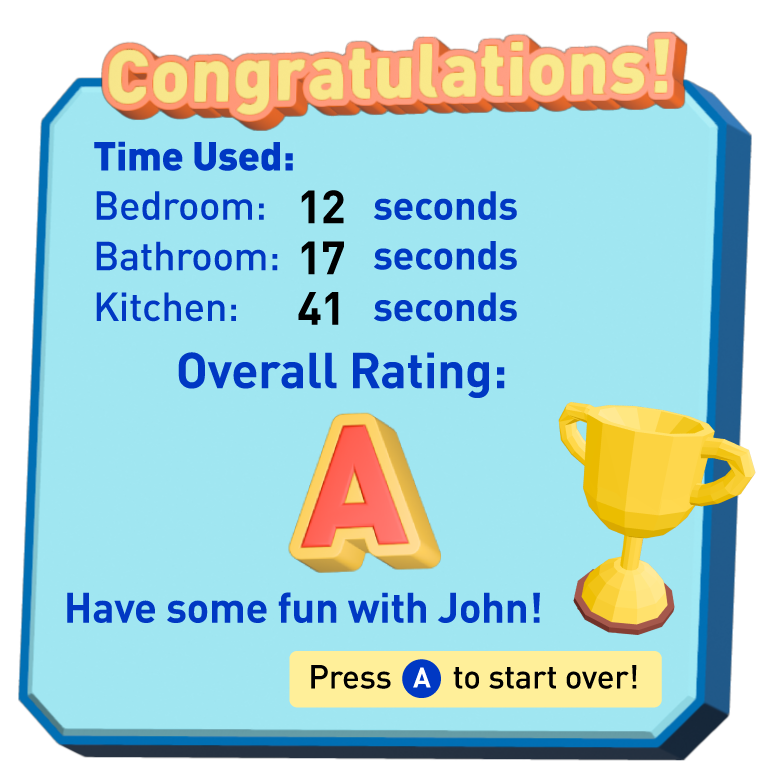 Congratulations!
Time Used:
Bedroom: 12 seconds
Bathroom: 17 seconds
Kitchen: 41 seconds
Overall Rating:
A
Have some fun with John!
Press A to start over!